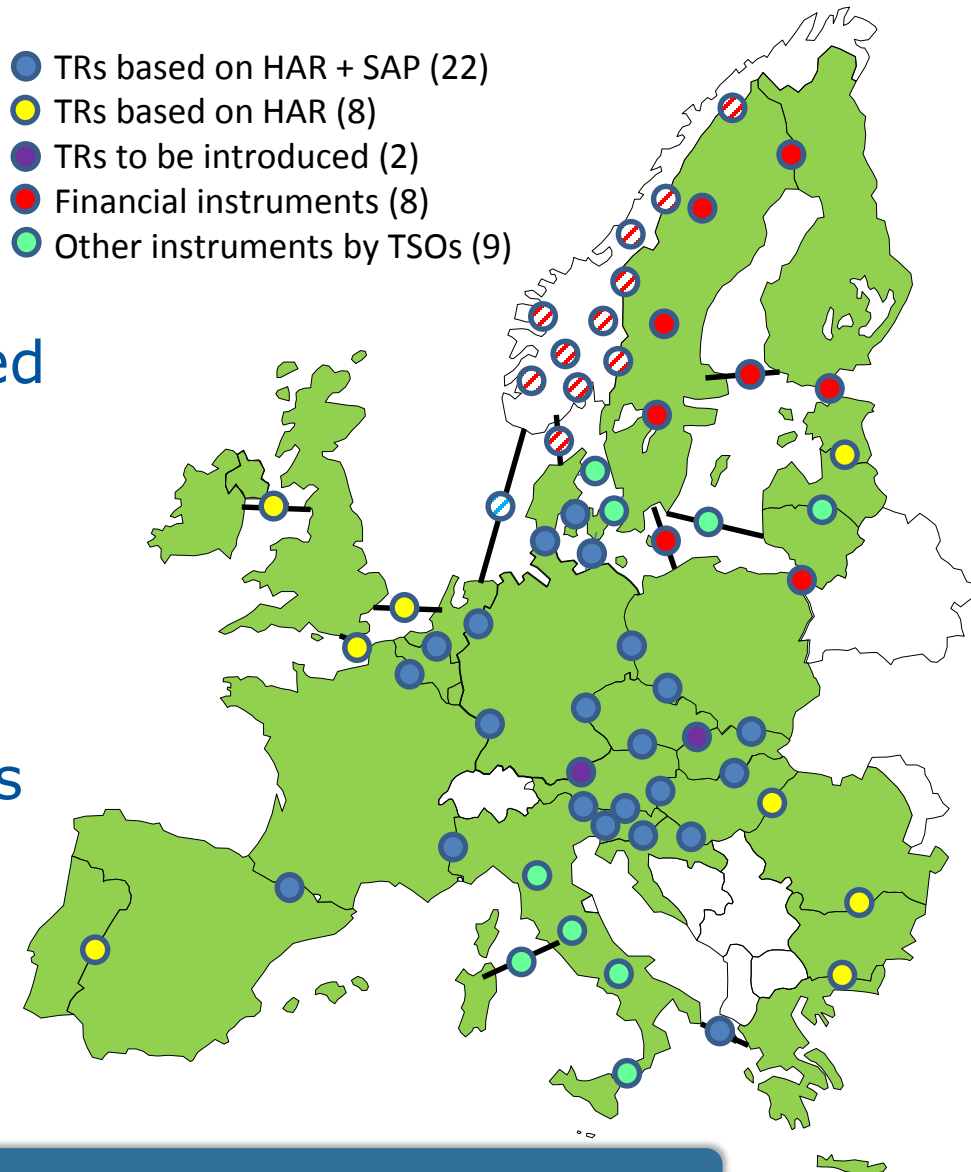 TRs based on HAR + SAP (22)
TRs based on HAR (8)
TRs to be introduced (2)
Financial instruments (8)
Other instruments by TSOs (9)
ed
s